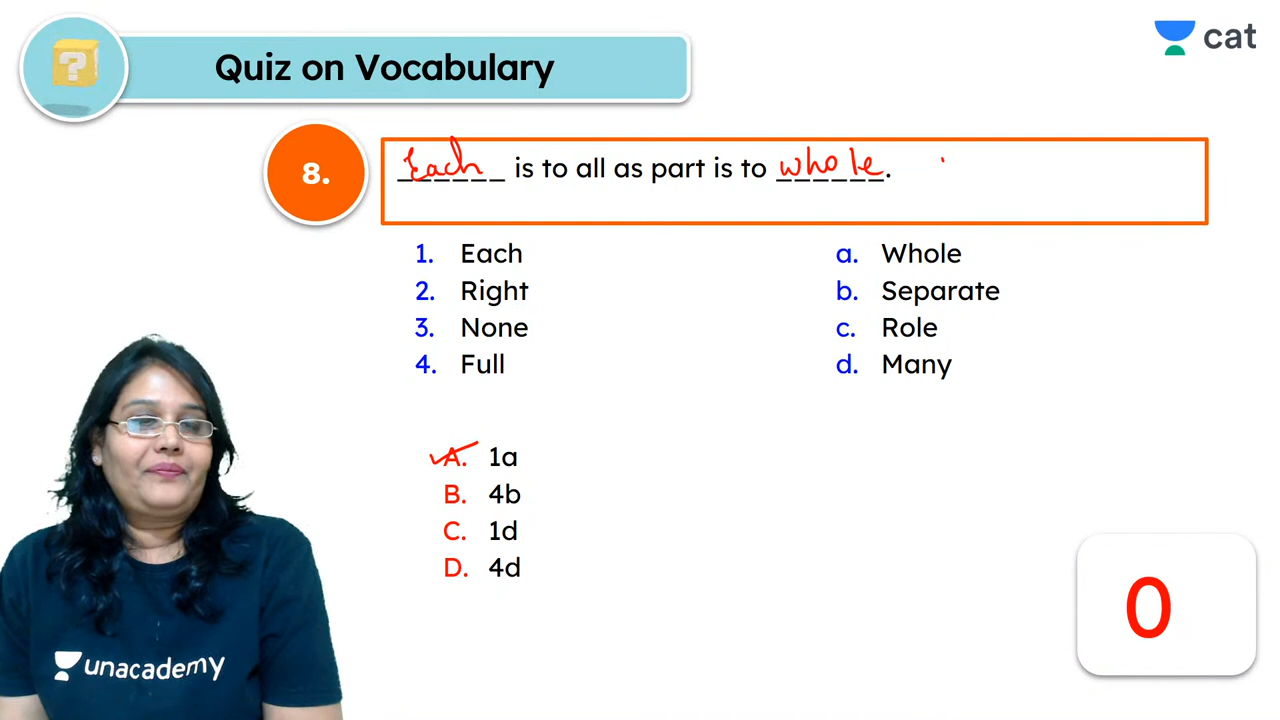 Quiz on Vocabulary
cat
8.
Each is to all as part is to whole.
1. Each
2. Right
3. None
4. Full
a. Whole
b. Separate
c. Role
d. Many
A. 1a
B. 4b
C. 1d
D. 4d
0
unacademy